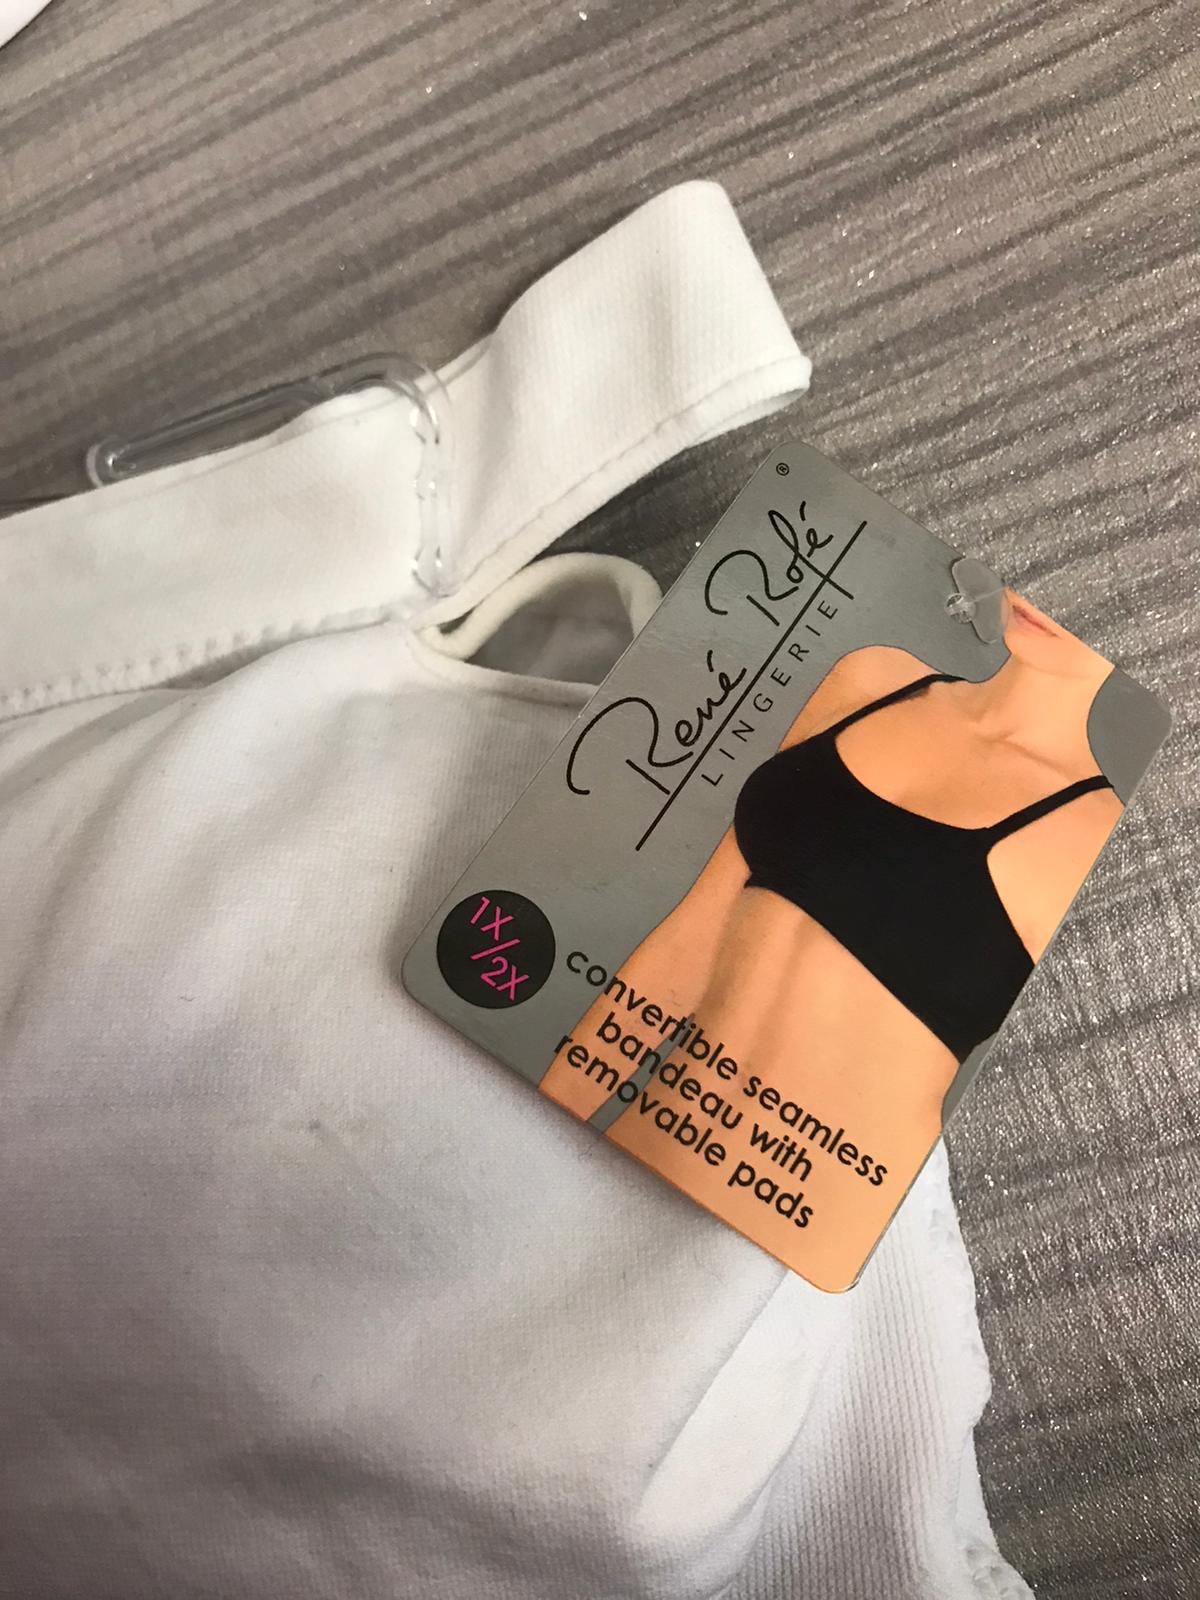 ®
René Rofé
LINGERIE
1X/2X
convertible seamless
bandeau with
removable pads